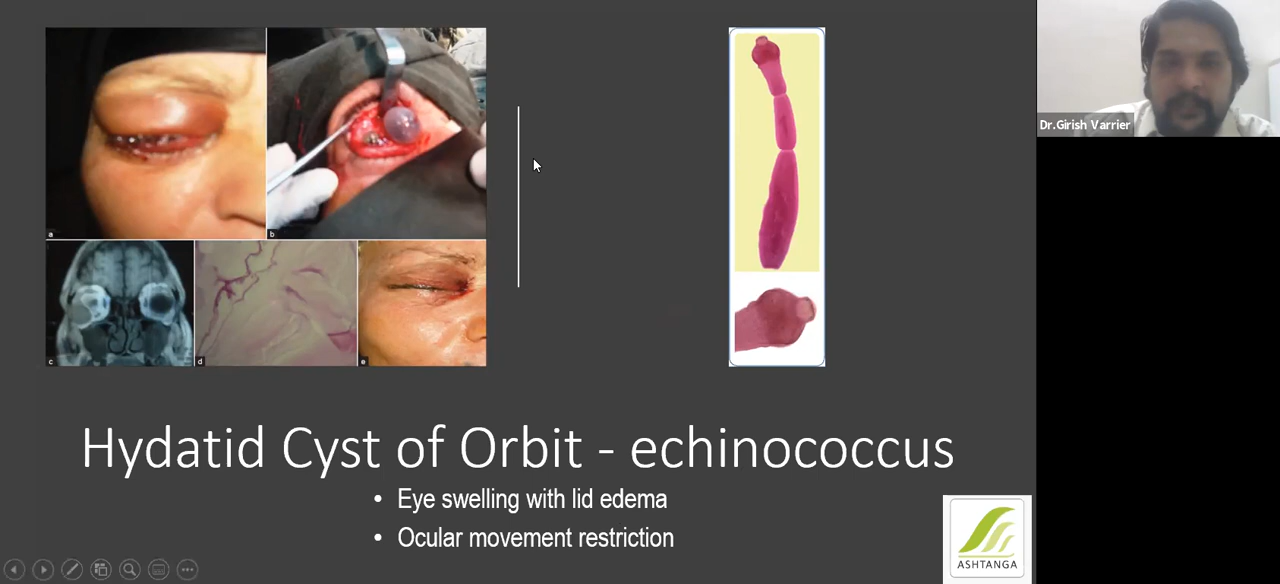 a
b
c
d
e
Dr.Girish Varrier
Hydatid Cyst of Orbit - echinococcus
• Eye swelling with lid edema
• Ocular movement restriction
ASHTANGA